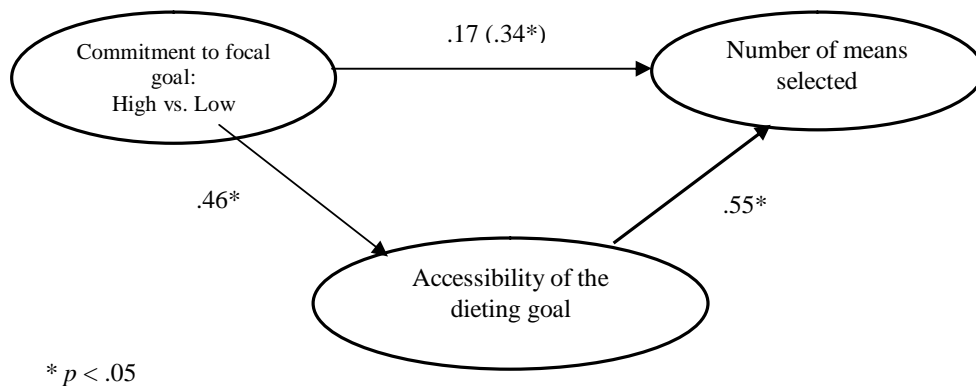 .17 (.34*)
Commitment to focal
goal:
High vs. Low
Number of means
selected
.46*
.55*
Accessibility of the
dieting goal
* p < .05